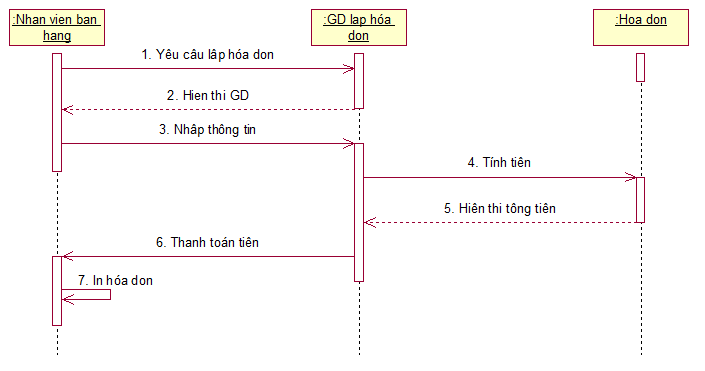 :Nhan vien ban
hang
:GD lap hóa
don
:Hoa don
1. Yêu câu lâp hóa don
2. Hien thi GD
3. Nhâp thông tin
4. Tính tiên
5. Hiên thi tông tiên
6. Thanh toán tiên
7. In hóa don